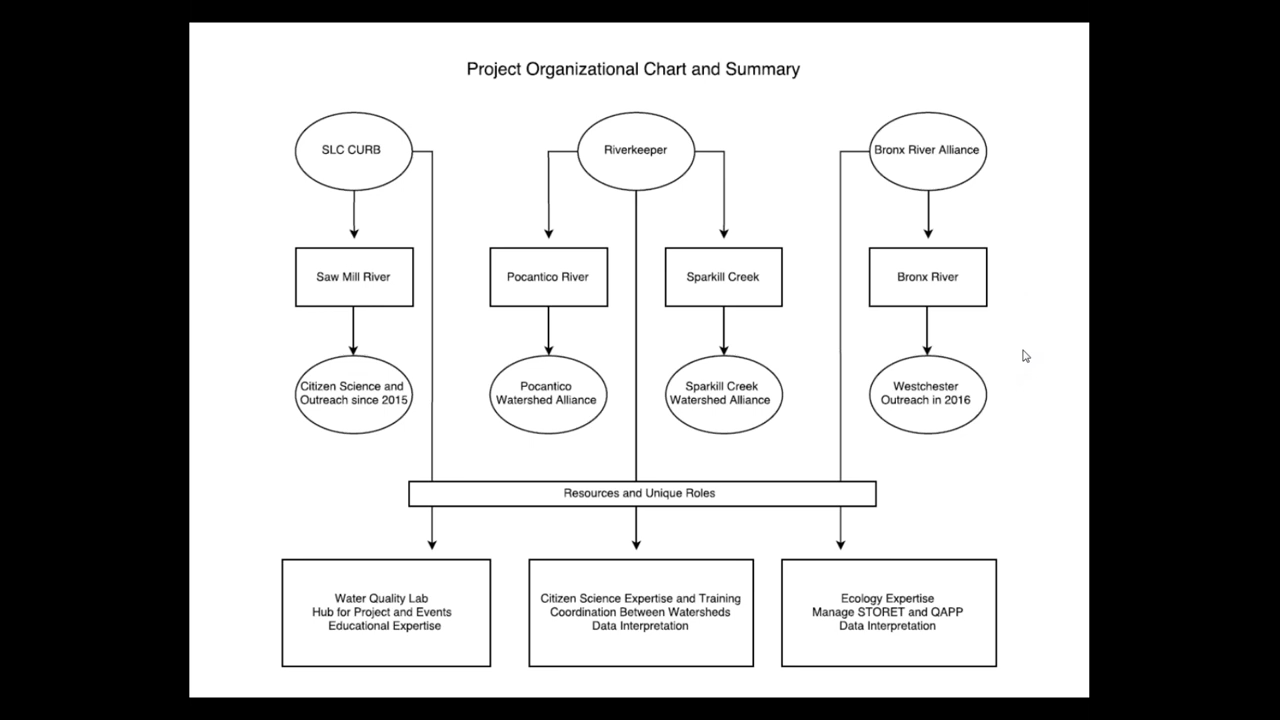 Project Organizational Chart and Summary
SLC CURB
Riverkeeper
Bronx River Alliance
Saw Mill River
Pocantico River
Sparkill Creek
Bronx River
Citizen Science and
Outreach since 2015
Pocantico
Watershed Alliance
Sparkill Creek
Watershed Alliance
Westchester
Outreach in 2016
Resources and Unique Roles
Water Quality Lab
Hub for Project and Events
Educational Expertise
Citizen Science Expertise and Training
Coordination Between Watersheds
Data Interpretation
Ecology Expertise
Manage STORET and QAPP
Data Interpretation